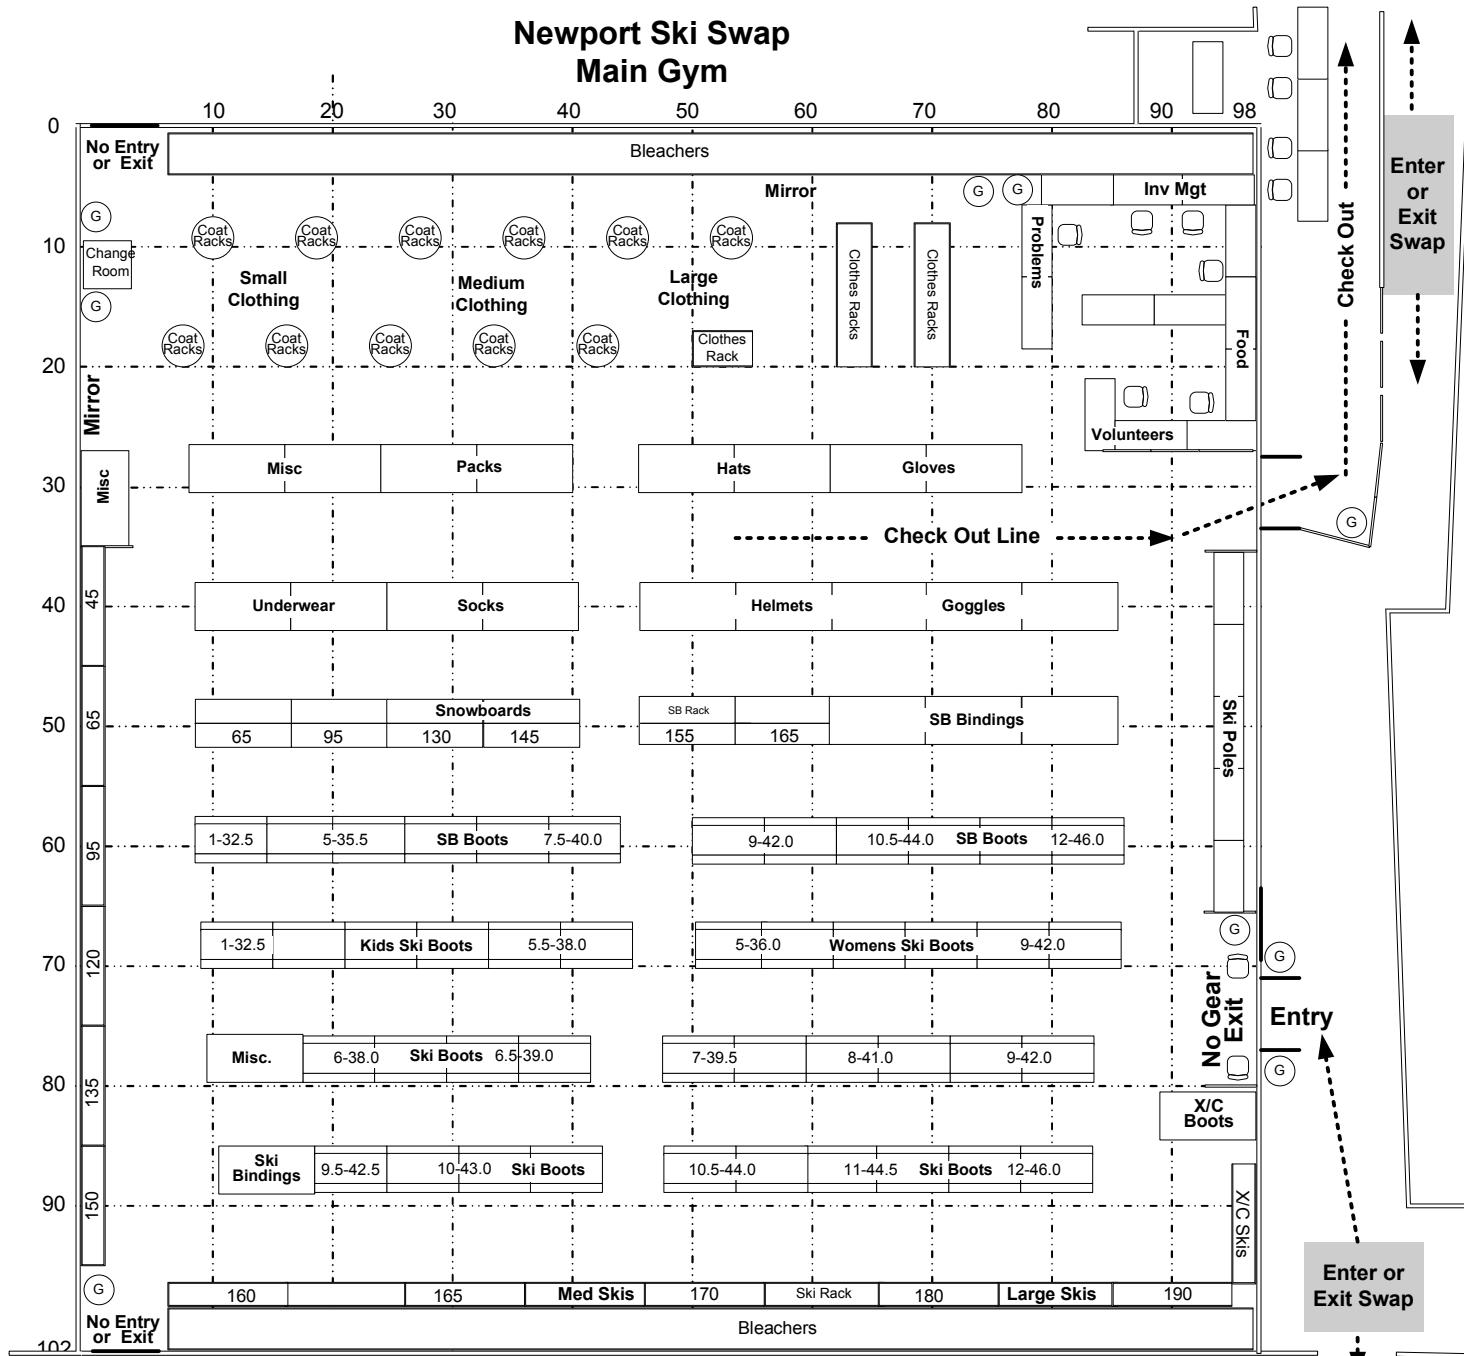 Newport Ski Swap
Main Gym
10 20 30 40 50 60 70 80 90 98
0
No Entry
or Exit
Bleachers
Mirror
G
G
Inv Mgt
G
Coat
Racks
Coat
Racks
Coat
Racks
Coat
Racks
Coat
Racks
Coat
Racks
Clothes Racks
Clothes Racks
Problems
10
Change
Room
Small
Clothing
Medium
Clothing
Large
Clothing
G
Coat
Racks
Coat
Racks
Coat
Racks
Coat
Racks
Coat
Racks
Clothes
Rack
Food
Check Out
Enter
or
Exit
Swap
20
Mirror
Volunteers
Misc
Misc
Packs
Hats
Gloves
30
Check Out Line
G
40
45
Underwear
Socks
Helmets
Goggles
50
65
Snowboards
65
95
130
145
SB Rack
155
165
SB Bindings
Ski Poles
60
95
1-32.5
5-35.5
SB Boots
7.5-40.0
9-42.0
10.5-44.0
SB Boots
12-46.0
70
120
1-32.5
Kids Ski Boots
5.5-38.0
5-36.0
Womens Ski Boots
9-42.0
G
G
No Gear
Exit
Entry
80
135
Misc.
6-38.0
Ski Boots
6.5-39.0
7-39.5
8-41.0
9-42.0
G
X/C
Boots
90
150
Ski
Bindings
9.5-42.5
10-43.0
Ski Boots
10.5-44.0
11-44.5
Ski Boots
12-46.0
X/C Skis
G
160
165
Med Skis
170
Ski Rack
180
Large Skis
190
Enter or
Exit Swap
No Entry
or Exit
Bleachers
102